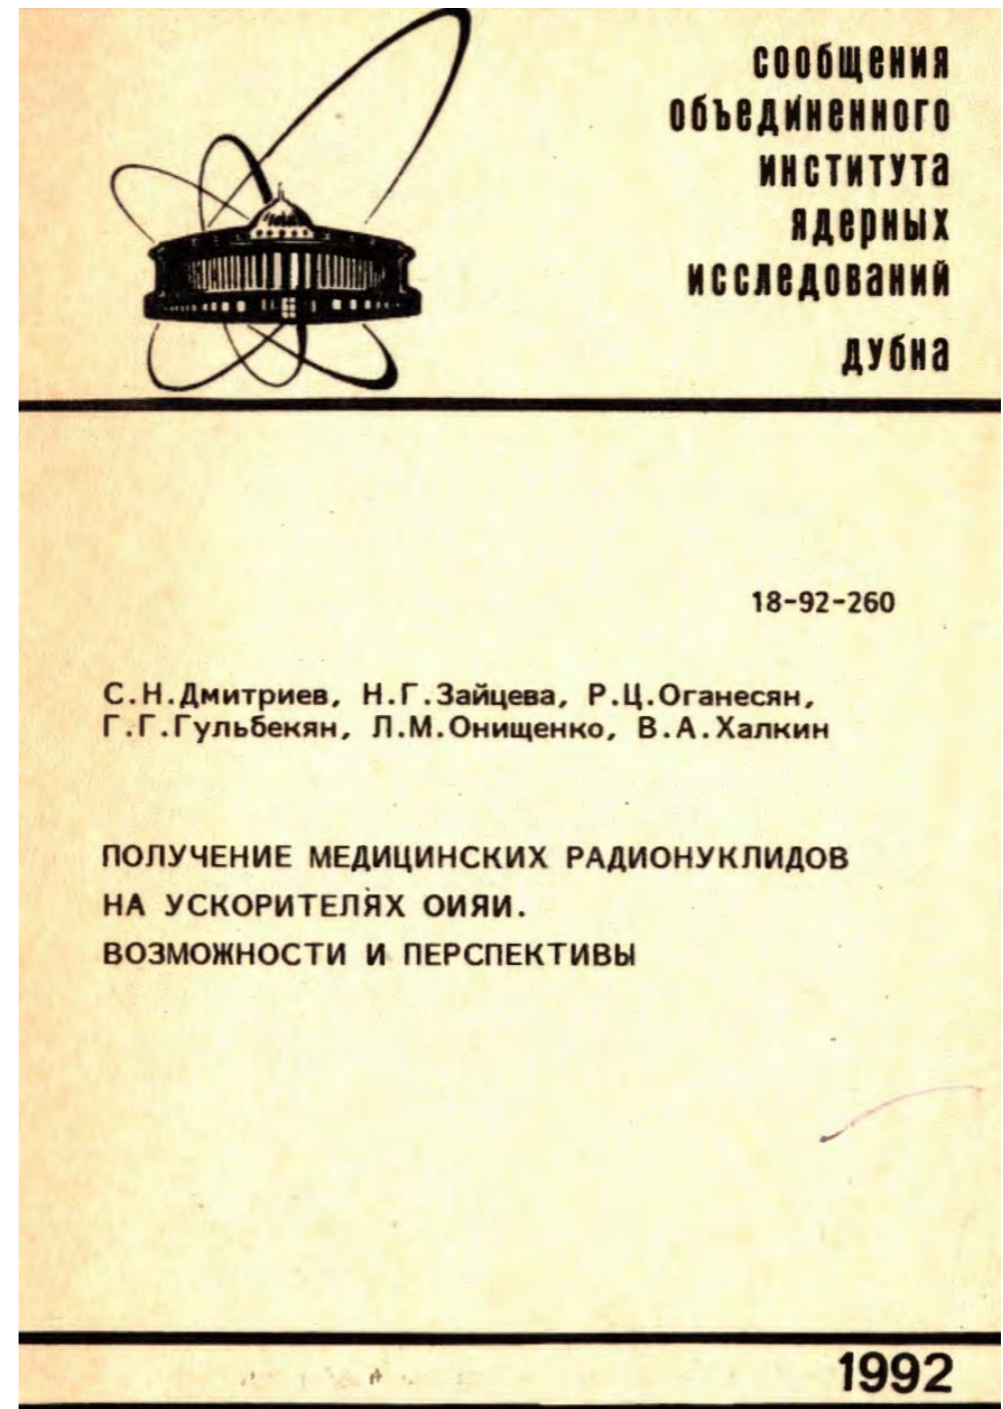 сообщения
объединенного
института
ядерных
исследований
дубна
18-92-260
С.Н.Дмитриев, Н.Г.Зайцева, Р.Ц.Оганесян,
Г.Г.Гульбекян, Л.М.Онищенко, В.А.Халкин
ПОЛУЧЕНИЕ МЕДИЦИНСКИХ РАДИОНУКЛИДОВ
НА УСКОРИТЕЛЯХ ОИЯИ.
ВОЗМОЖНОСТИ И ПЕРСПЕКТИВЫ
1992